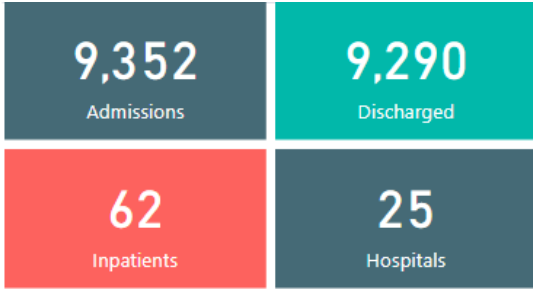 9,352
9,290
Admissions
Discharged
62
25
Inpatients
Hospitals